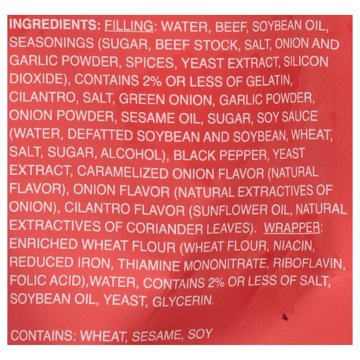 INGREDIENTS: FILLING: WATER, BEEF, SOYBEAN OIL,
SEASONINGS (SUGAR, BEEF STOCK, SALT, ONION AND
GARLIC POWDER, SPICES, YEAST EXTRACT, SILICON
DIOXIDE), CONTAINS 2% OR LESS OF GELATIN,
CILANTRO, SALT, GREEN ONION, GARLIC POWDER,
ONION POWDER, SESAME OIL, SUGAR, SOY SAUCE
(WATER, DEFATTED SOYBEAN AND SOYBEAN, WHEAT,
SALT, SUGAR, ALCOHOL), BLACK PEPPER, YEAST
EXTRACT, CARAMELIZED ONION FLAVOR (NATURAL
FLAVOR), ONION FLAVOR (NATURAL EXTRACTIVES OF
ONION), CILANTRO FLAVOR (SUNFLOWER OIL, NATURAL
EXTRACTIVES OF CORIANDER LEAVES). WRAPPER:
ENRICHED WHEAT FLOUR (WHEAT FLOUR, NIACIN,
REDUCED IRON, THIAMINE MONONITRATE, RIBOFLAVIN,
FOLIC ACID),WATER, CONTAINS 2% OR LESS OF SALT,
SOYBEAN OIL, YEAST, GLYCERIN.
CONTAINS: WHEAT, SESAME, SOY